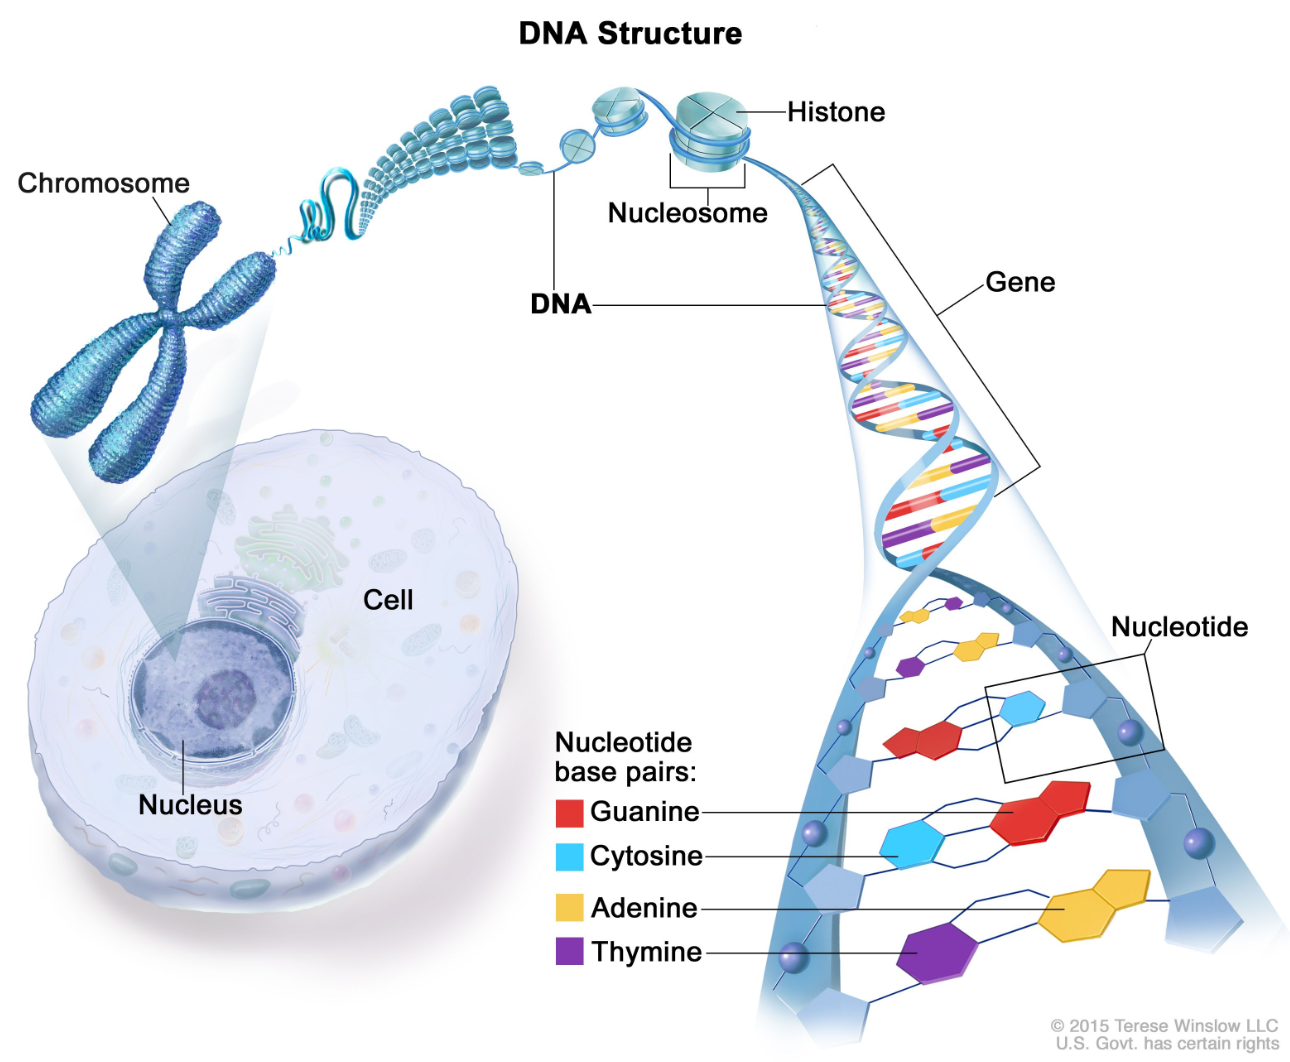 DNA Structure
Histone
Chromosome
Nucleosome
Gene
DNA
Cell
Nucleotide
Nucleotide
base pairs:
Guanine
Cytosine
Adenine
Thymine
Nucleus
© 2015 Terese Winslow LLC
U.S. Govt. has certain rights